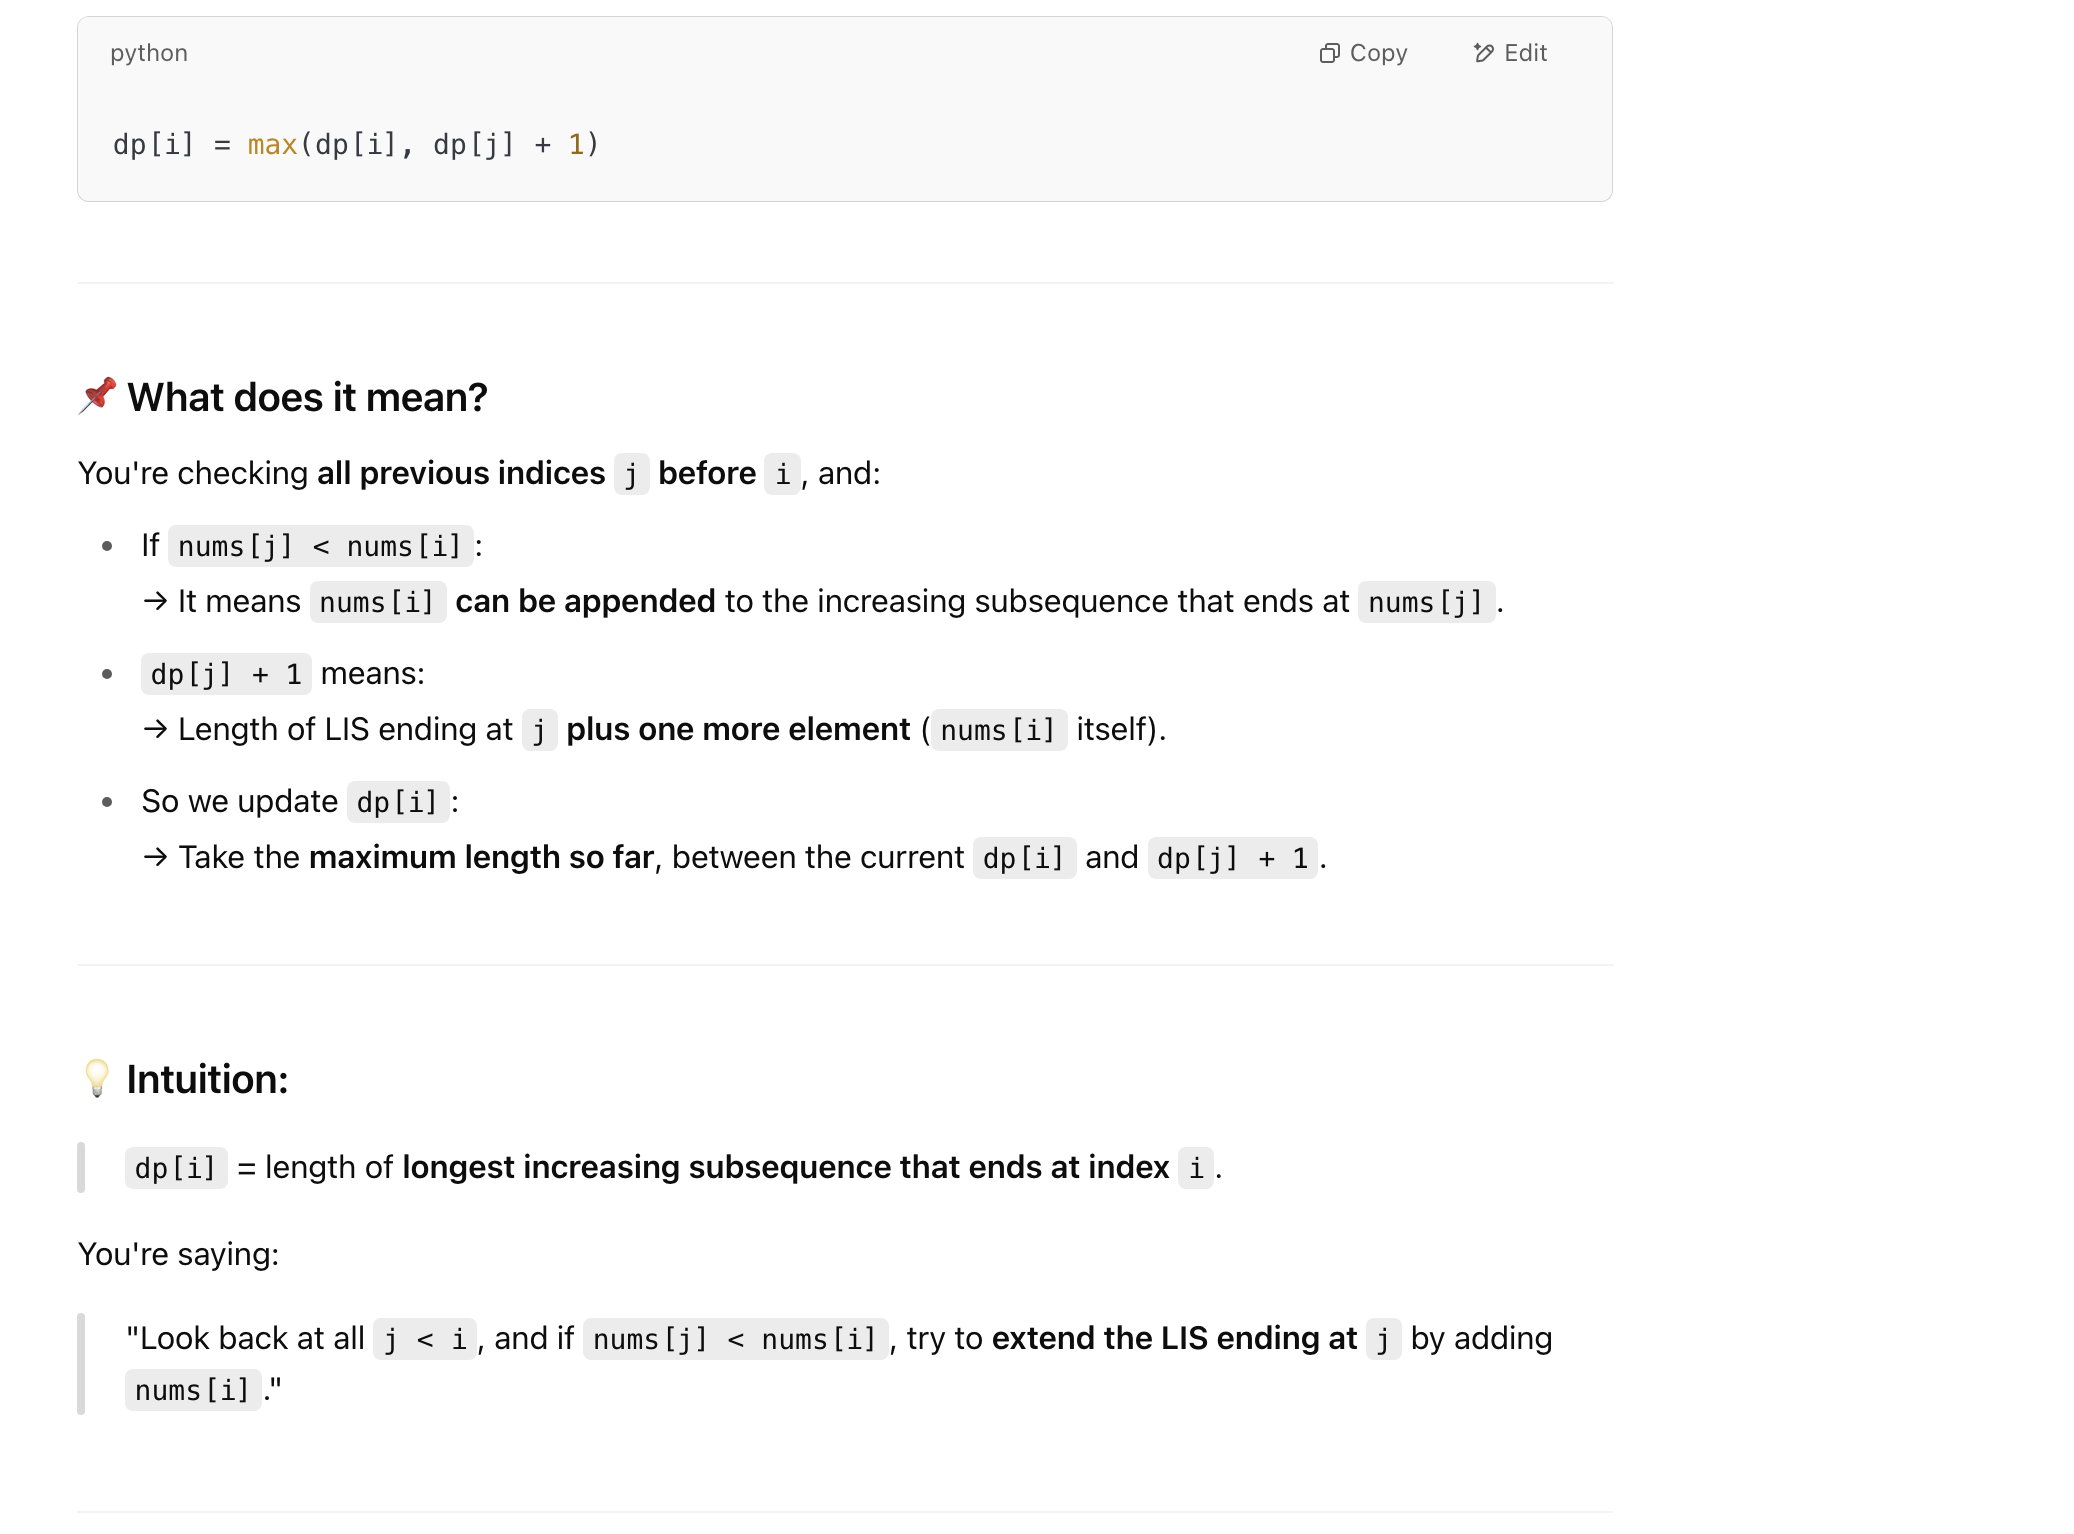 python
Copy
Edit
dp[i] = max(dp[i], dp[j] + 1)
What does it mean?
You're checking all previous indices j before i, and:
If nums[j] < nums[i]:
→ It means nums[i] can be appended to the increasing subsequence that ends at nums[j].
dp[j] + 1 means:
→ Length of LIS ending at j plus one more element (nums[i] itself).
So we update dp[i]:
→ Take the maximum length so far, between the current dp[i] and dp[j] + 1.
Intuition:
dp[i] = length of longest increasing subsequence that ends at index i.
You're saying:
"Look back at all j < i, and if nums[j] < nums[i], try to extend the LIS ending at j by adding
nums[i]."